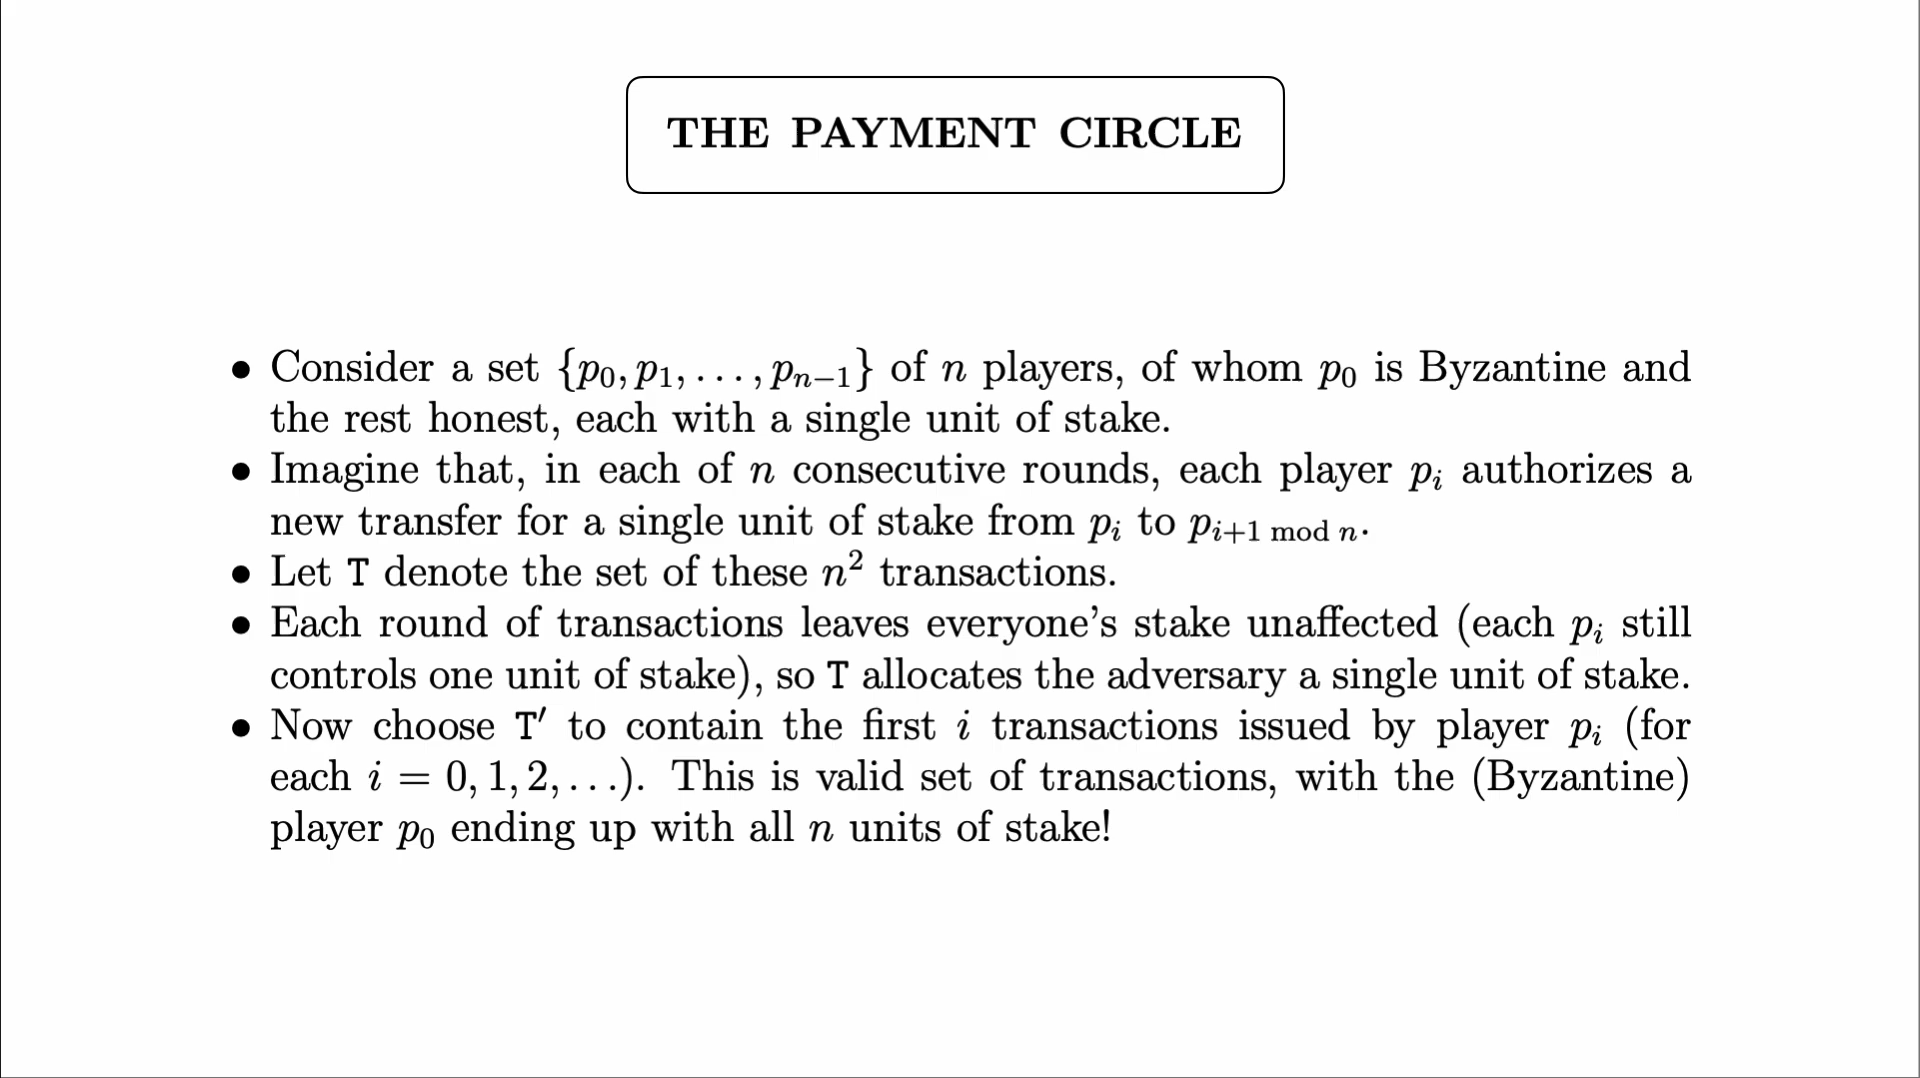 THE PAYMENT CIRCLE
• Consider a set {p₀, p₁, . . . , pₙ₋₁} of n players, of whom p₀ is Byzantine and
the rest honest, each with a single unit of stake.
• Imagine that, in each of n consecutive rounds, each player pᵢ authorizes a
new transfer for a single unit of stake from pᵢ to pᵢ₊₁ mod n.
• Let T denote the set of these n² transactions.
• Each round of transactions leaves everyone’s stake unaffected (each pᵢ still
controls one unit of stake), so T allocates the adversary a single unit of stake.
• Now choose T′ to contain the first i transactions issued by player pᵢ (for
each i = 0, 1, 2, . . .). This is valid set of transactions, with the (Byzantine)
player p₀ ending up with all n units of stake!